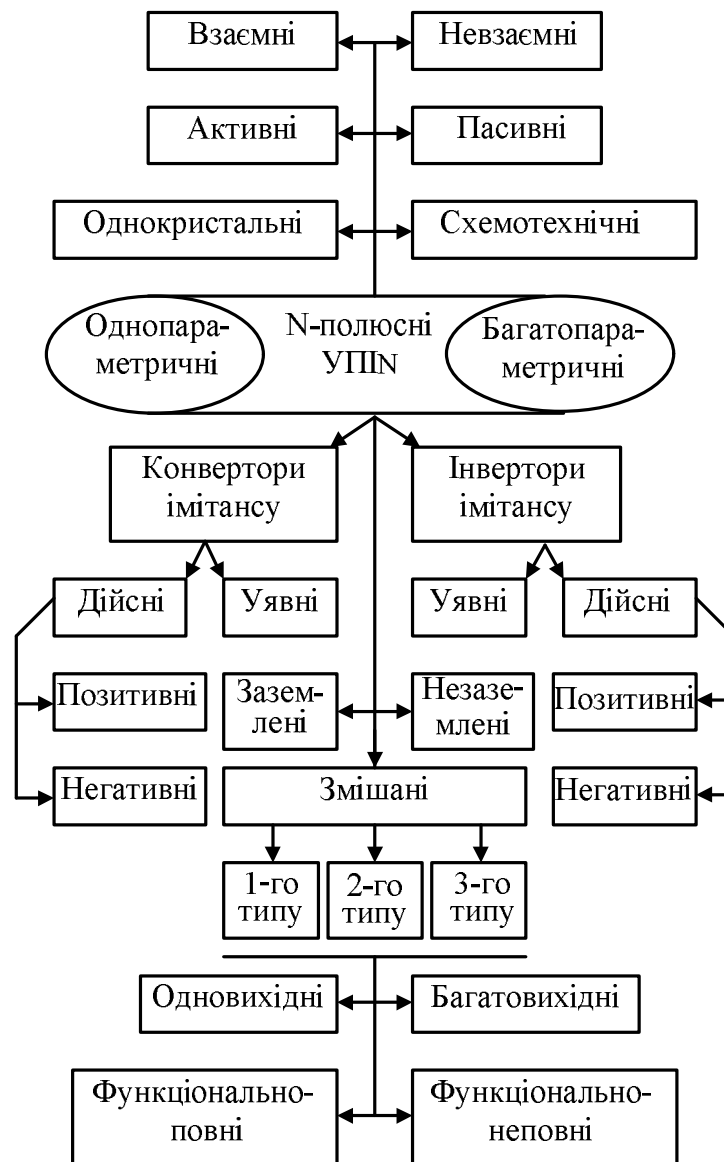 Взаємні
Невзаємні
Активні
Пасивні
Однокристальні
Схемотехнічні
Однопара-
метричні
N-полюсні
УПІN
Багатопара-
метричні
Конвертори
імітансу
Інвертори
імітансу
Дійсні
Уявні
Уявні
Дійсні
Позитивні
Зазем-
лені
Незазе-
млені
Позитивні
Негативні
Змішані
Негативні
1-го
типу
2-го
типу
3-го
типу
Одновихідні
Багатовихідні
Функціонально-
повні
Функціонально-
неповні